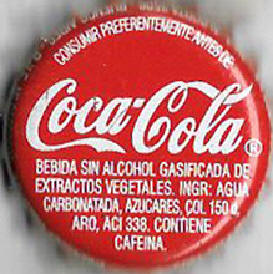 CONSUMIR PREFERENTEMENTE ANTES DE
Coca-Cola®
BEBIDA SIN ALCOHOL GASIFICADA DE
EXTRACTOS VEGETALES. INGR: AGUA
CARBONATADA, AZUCARES, COL 150 d,
ARO, ACI 338. CONTIENE
CAFEINA.